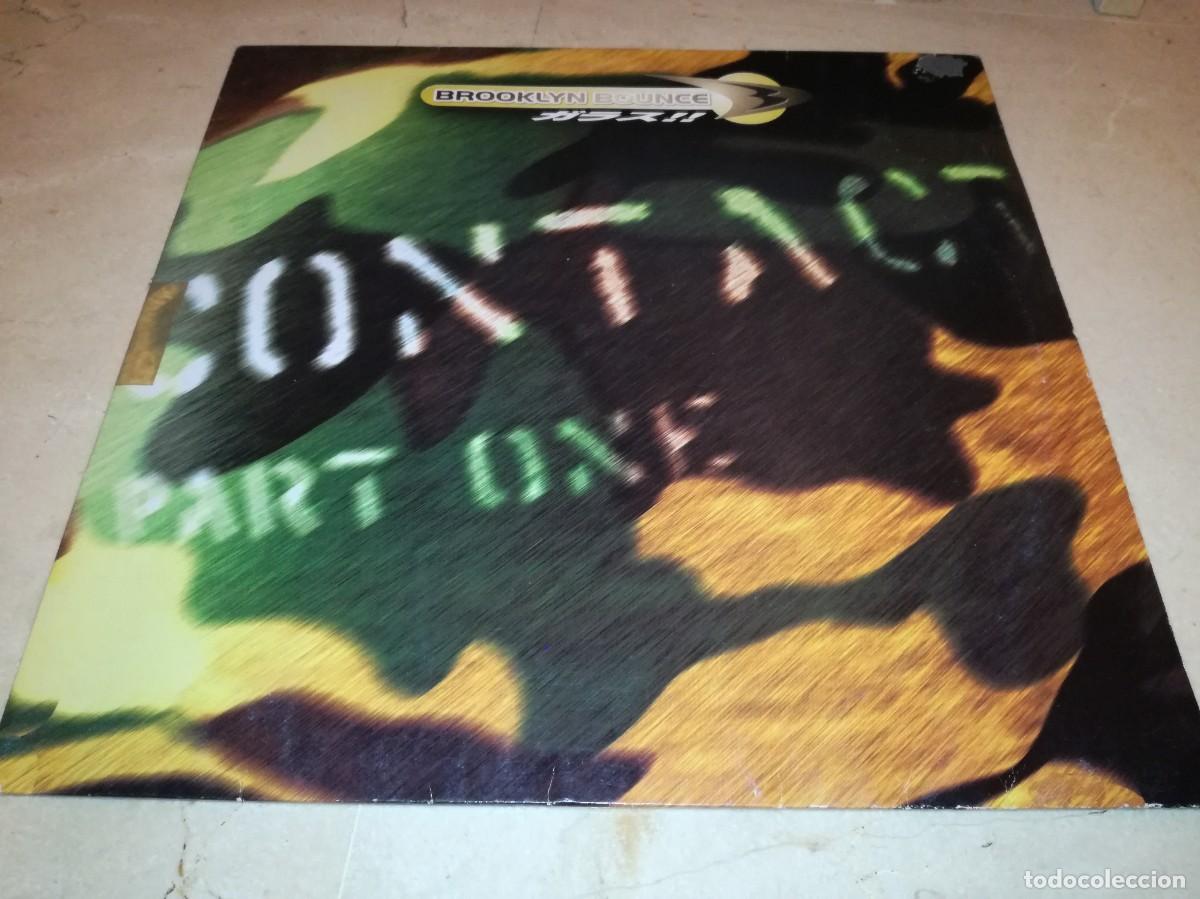 BROOKLYN BOUNCE
ガラス!!
CONTACT
PART ONE
todocoleccion